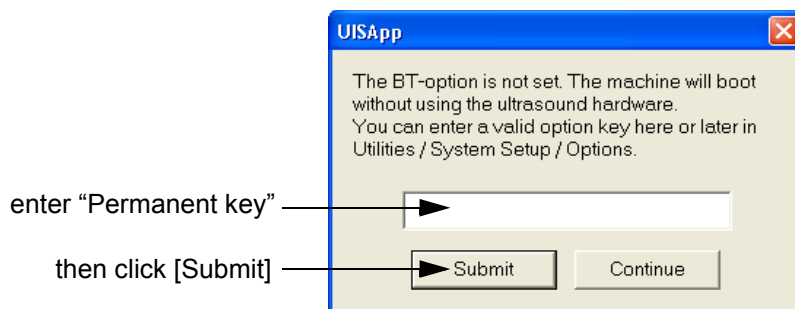 UISApp
The BT-option is not set. The machine will boot
without using the ultrasound hardware.
You can enter a valid option key here or later in
Utilities / System Setup / Options.
enter “Permanent key”
then click [Submit]
Submit
Continue